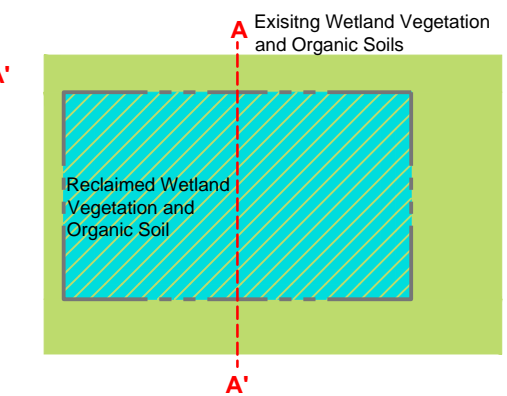 A
Exisitng Wetland Vegetation
and Organic Soils
A'
Reclaimed Wetland
Vegetation and
Organic Soil
A'